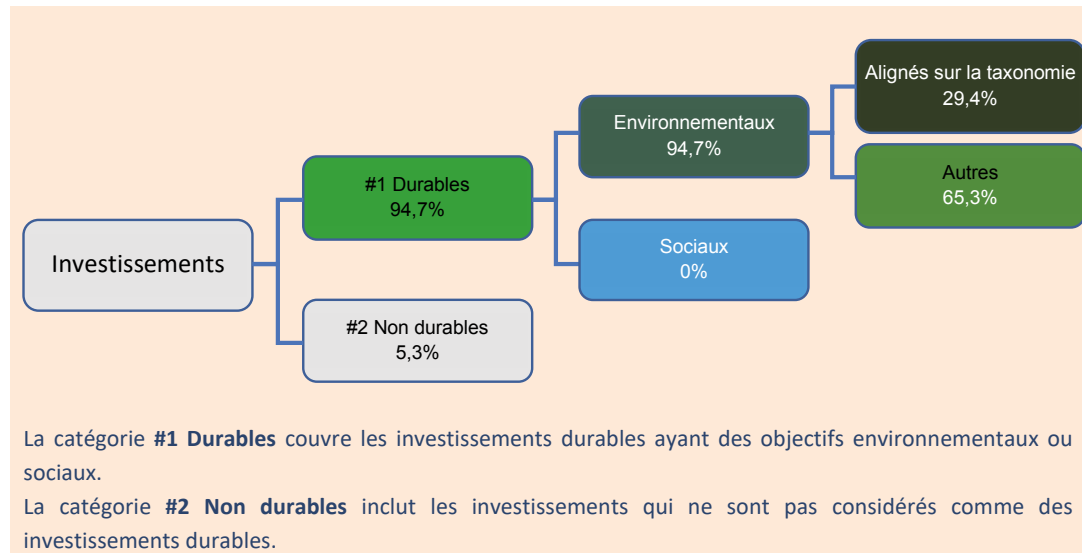 Alignés sur la taxonomie
29,4%
Environnementaux
94,7%
Autres
65,3%
#1 Durables
94,7%
Sociaux
0%
Investissements
#2 Non durables
5,3%
La catégorie #1 Durables couvre les investissements durables ayant des objectifs environnementaux ou
sociaux.
La catégorie #2 Non durables inclut les investissements qui ne sont pas considérés comme des
investissements durables.